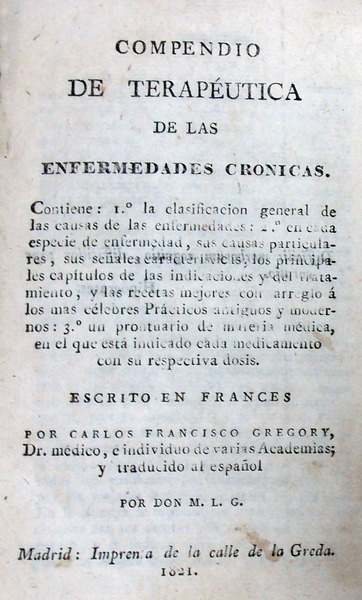 COMPENDIO
DE TERAPÉUTICA
DE LAS
ENFERMEDADES CRONICAS.
Contiene: 1.º la clasificacion general de
las causas de las enfermedades: 2.º en cada
especie de enfermedad, sus causas particula-
res, sus señales caracteristicas; los principa-
les capítulos de las indicaciones y del trata-
miento, y las recetas mejores con arreglo á
los mas célebres Prácticos antiguos y moder-
nos: 3.º un prontuario de materia médica,
en el que está indicado cada medicamento
con su respectiva dosis.
ESCRITO EN FRANCES
POR CARLOS FRANCISCO GREGORY,
Dr. médico, é individuo de varias Academias;
y traducido al español
POR DON M. L. G.
Madrid: Imprenta de la calle de la Greda.
1821.